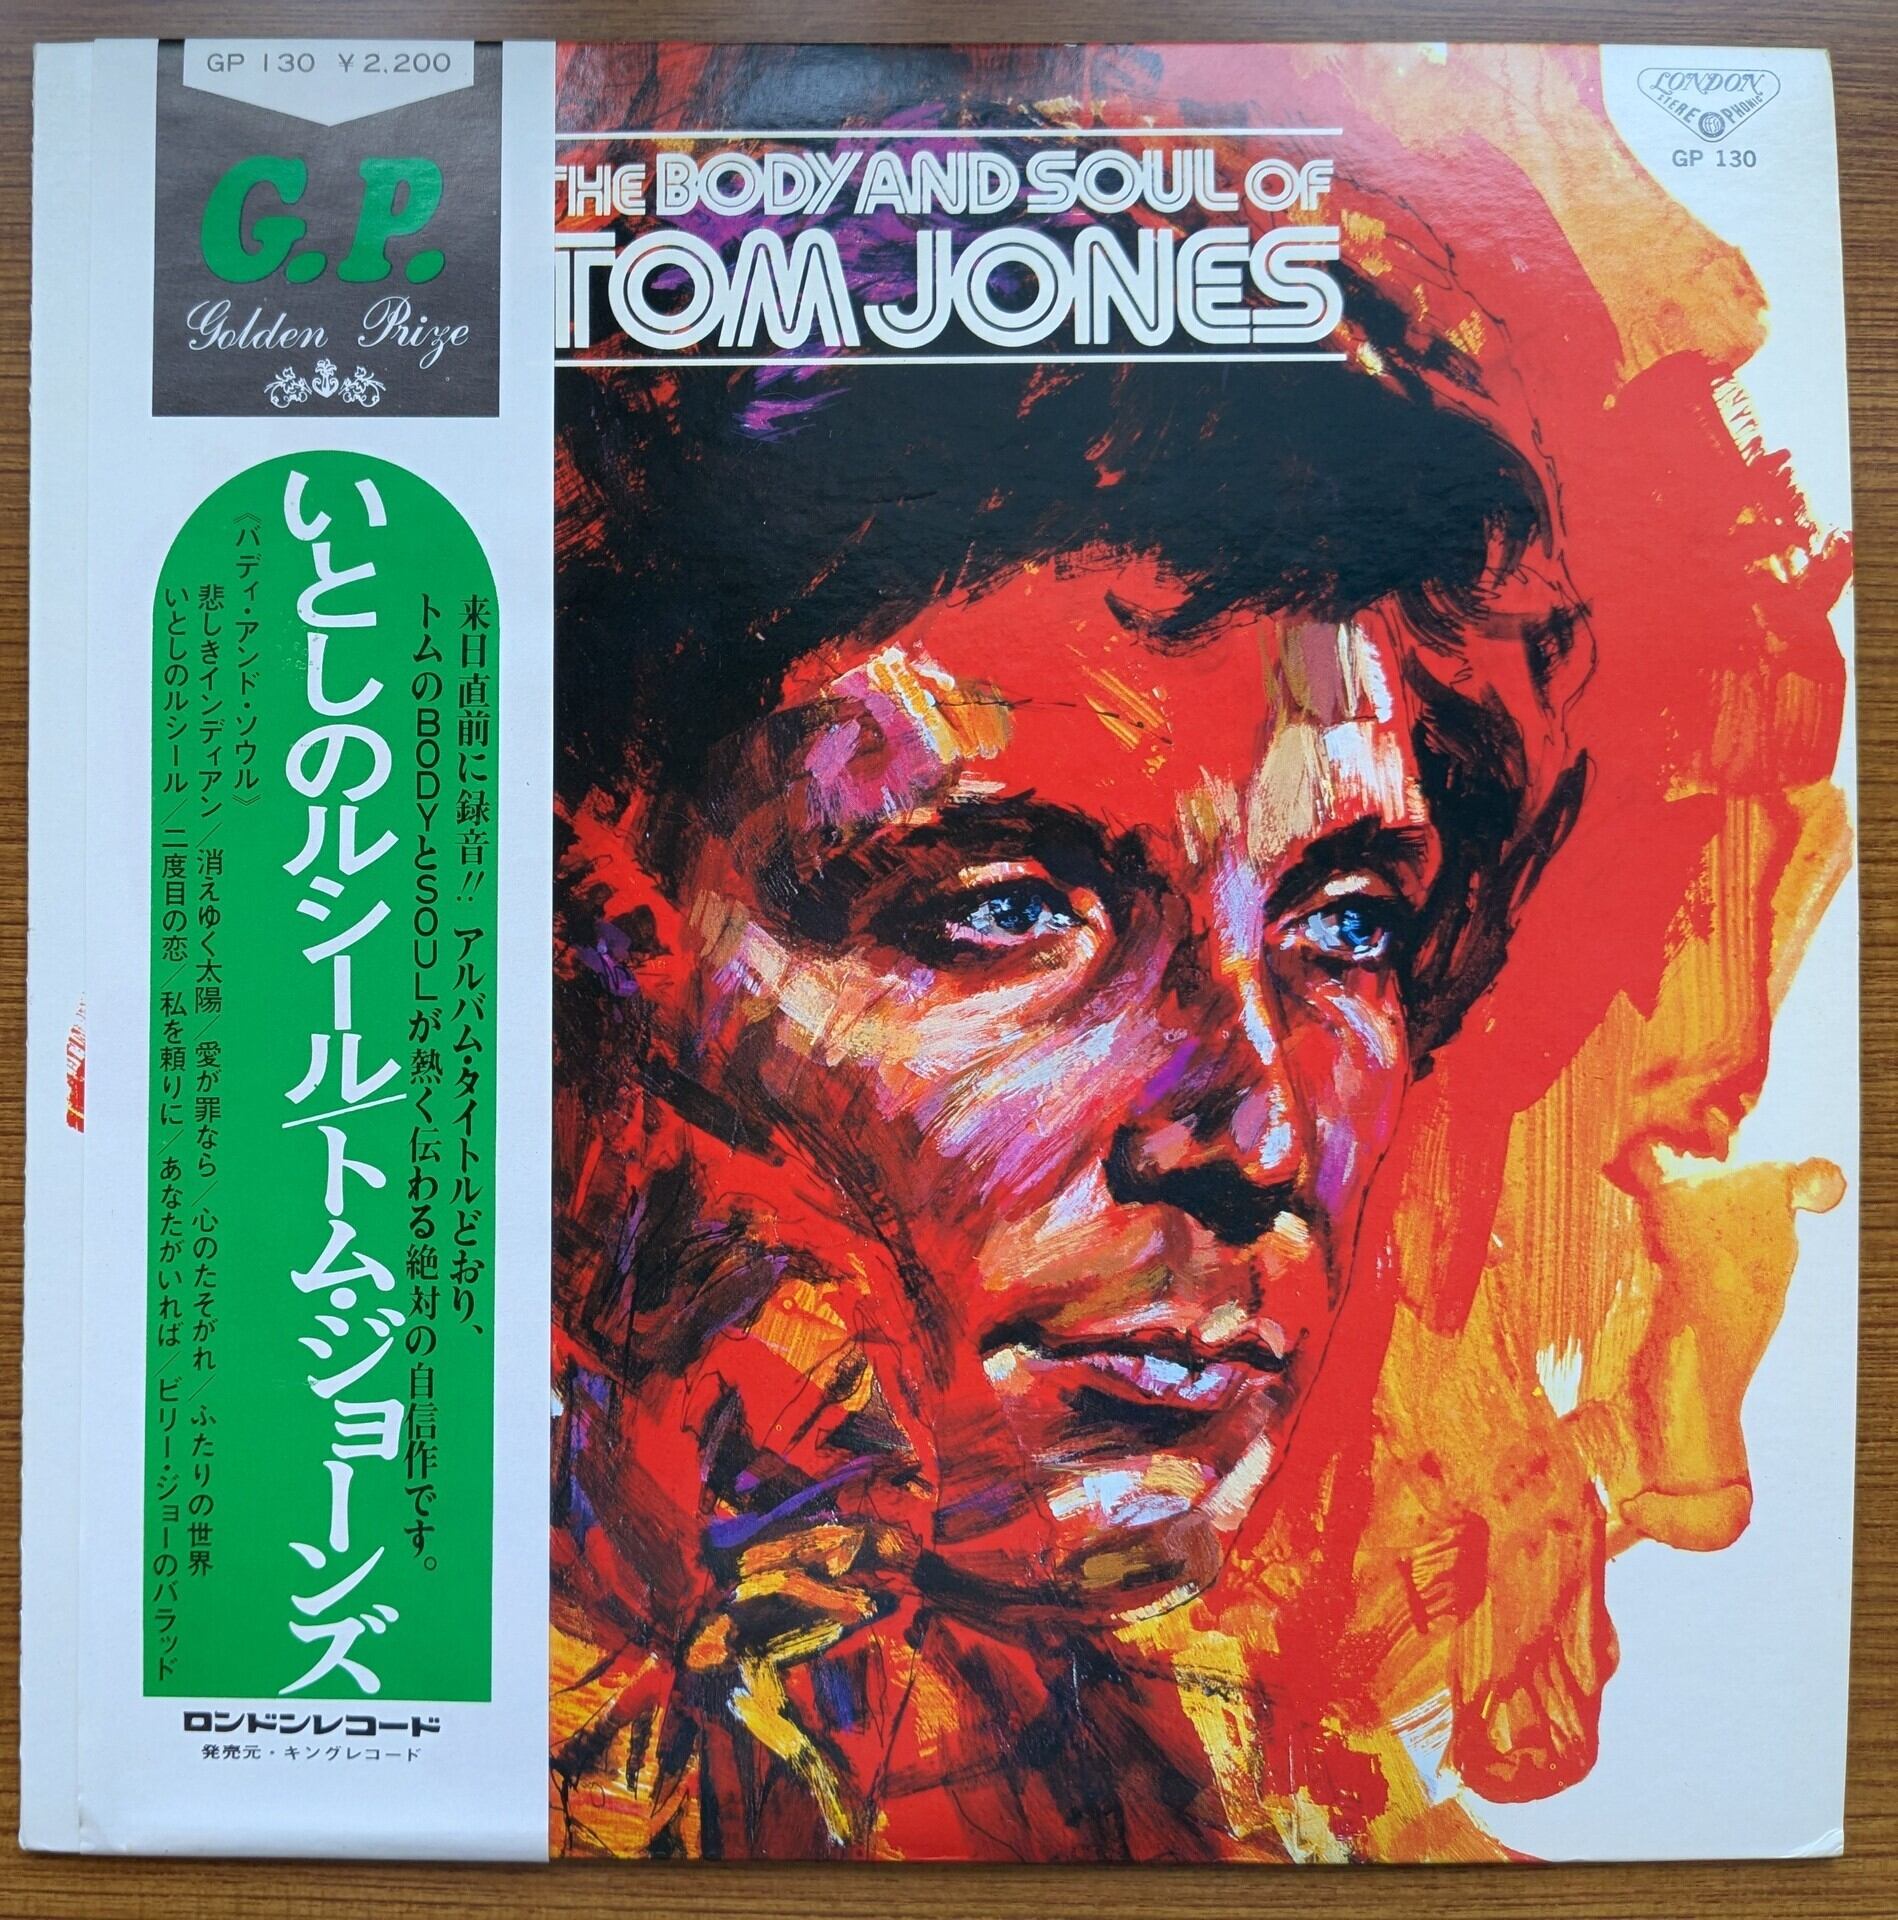 GP 130 ¥2,200
G.P.
Golden Prize
来日直前に録音!! アルバム・タイトルどおり、
トムのBODYとSOULが熱く伝わる絶対の自信作です。
いとしのルシール/トム・ジョーンズ
《バディ・アンド・ソウル》
悲しきインディアン/消えゆく太陽/愛が罪なら/心のたそがれ/ふたりの世界
いとしのルシール/二度目の恋/私を頼りに/あなたがいれば/ビリー・ジョーのバラッド
ロンドンレコード
発売元・キングレコード
THE BODY AND SOUL OF
TOM JONES
LONDON
STEREOPHONIC
GP 130